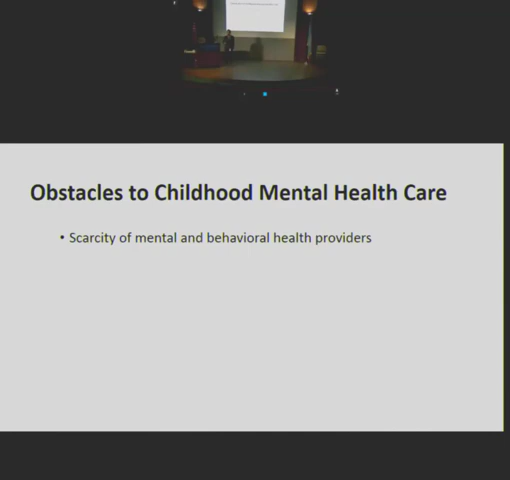 Obstacles to Childhood Mental Health Care
• Scarcity of mental and behavioral health providers